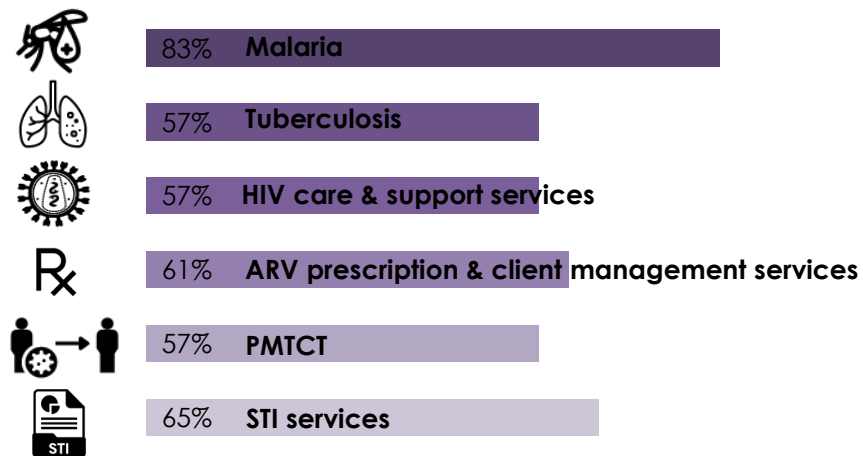 83% Malaria
57% Tuberculosis
57% HIV care & support services
61% ARV prescription & client management services
57% PMTCT
65% STI services
STI